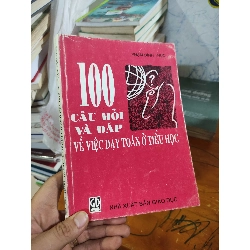 100
CÂU HỎI
VÀ ĐÁP
VỀ VIỆC DẠY TOÁN Ở TIỂU HỌC
NHÀ XUẤT BẢN GIÁO DỤC